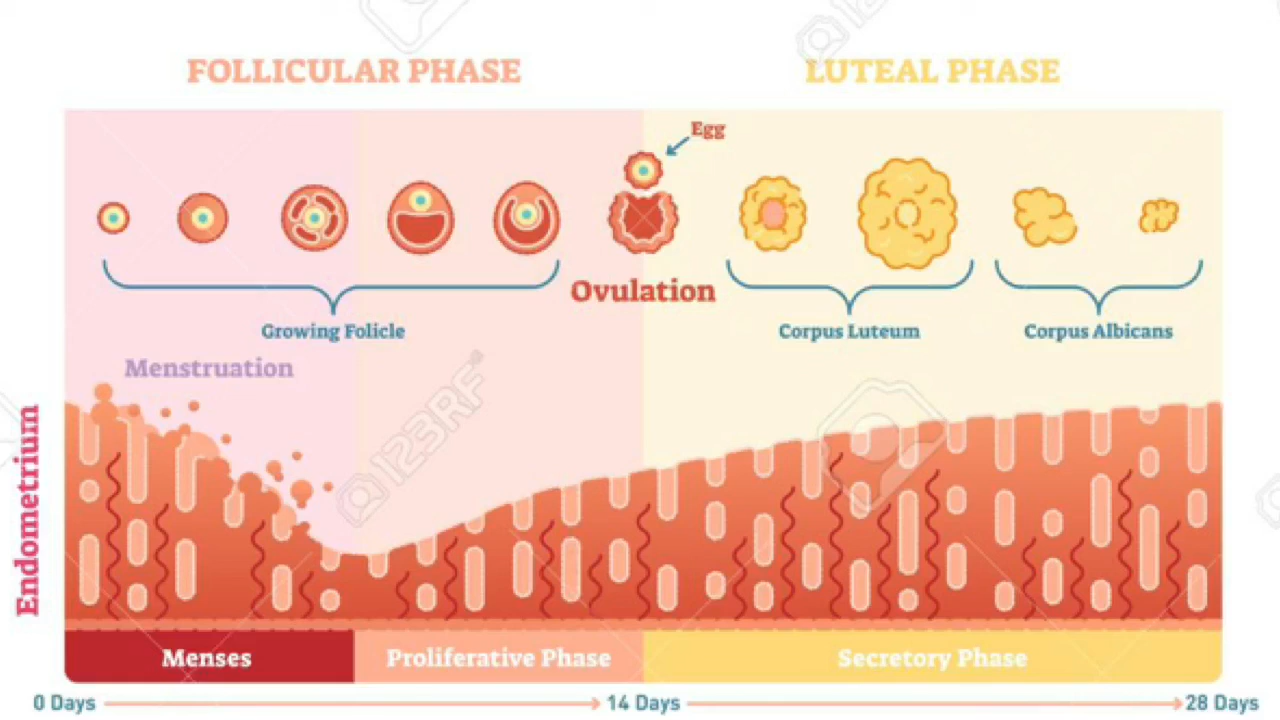 FOLLICULAR PHASE
LUTEAL PHASE
Egg
Ovulation
Growing Folicle
Corpus Luteum
Corpus Albicans
Menstruation
Endometrium
123RF®
Menses
Proliferative Phase
Secretory Phase
0 Days
14 Days
28 Days